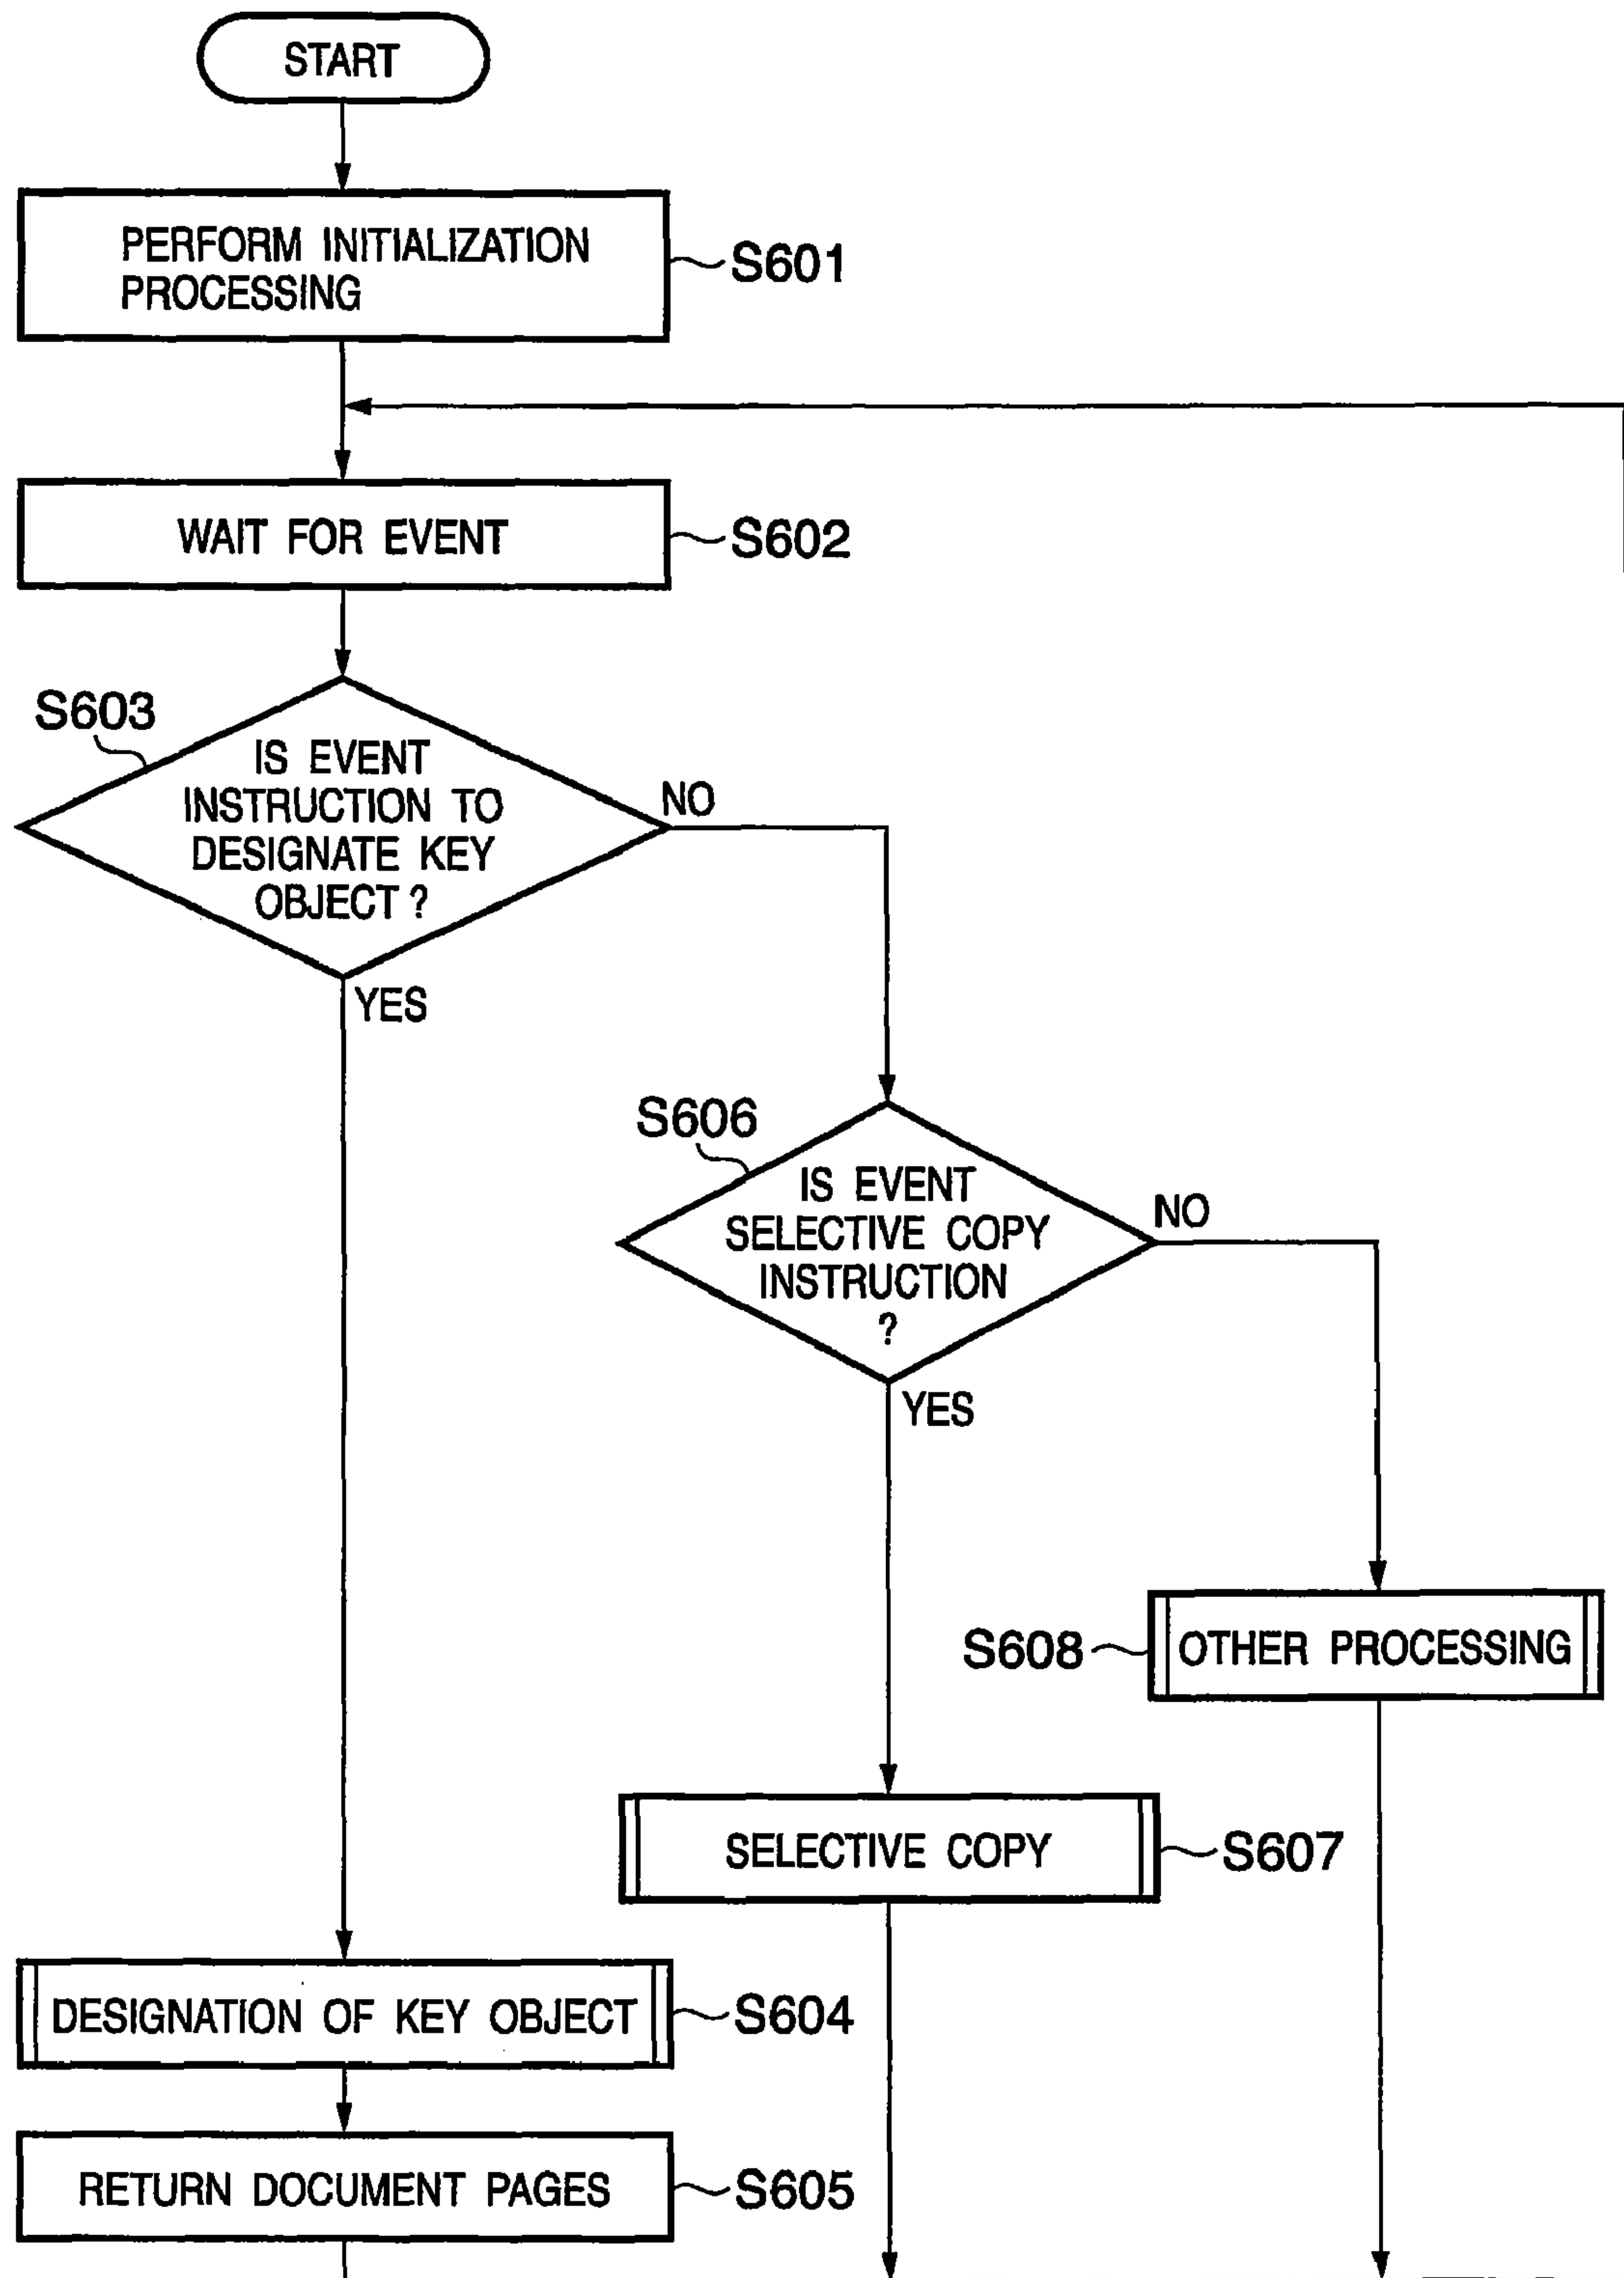 START
PERFORM INITIALIZATION
PROCESSING
S601
WAIT FOR EVENT
S602
S603
IS EVENT
INSTRUCTION TO
DESIGNATE KEY
OBJECT ?
NO
YES
S606
IS EVENT
SELECTIVE COPY
INSTRUCTION
?
NO
YES
S608
OTHER PROCESSING
SELECTIVE COPY
S607
DESIGNATION OF KEY OBJECT
S604
RETURN DOCUMENT PAGES
S605